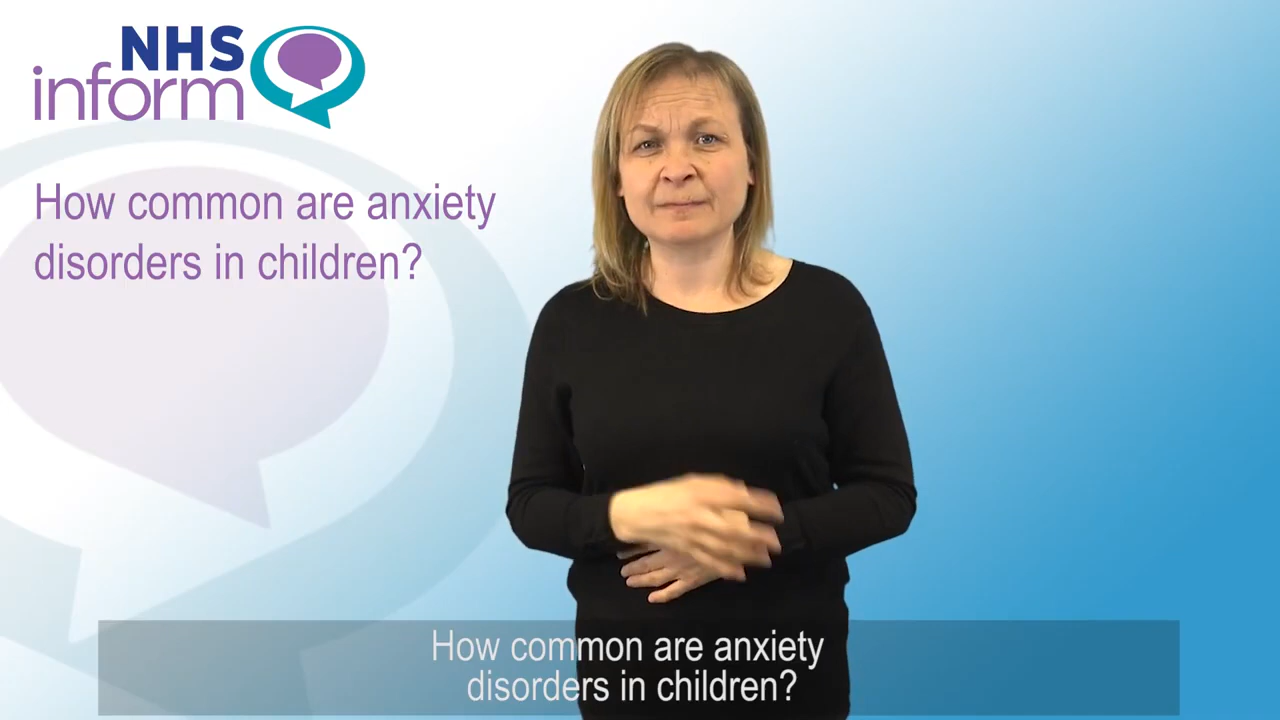 NHS
inform
How common are anxiety
disorders in children?
How common are anxiety
disorders in children?